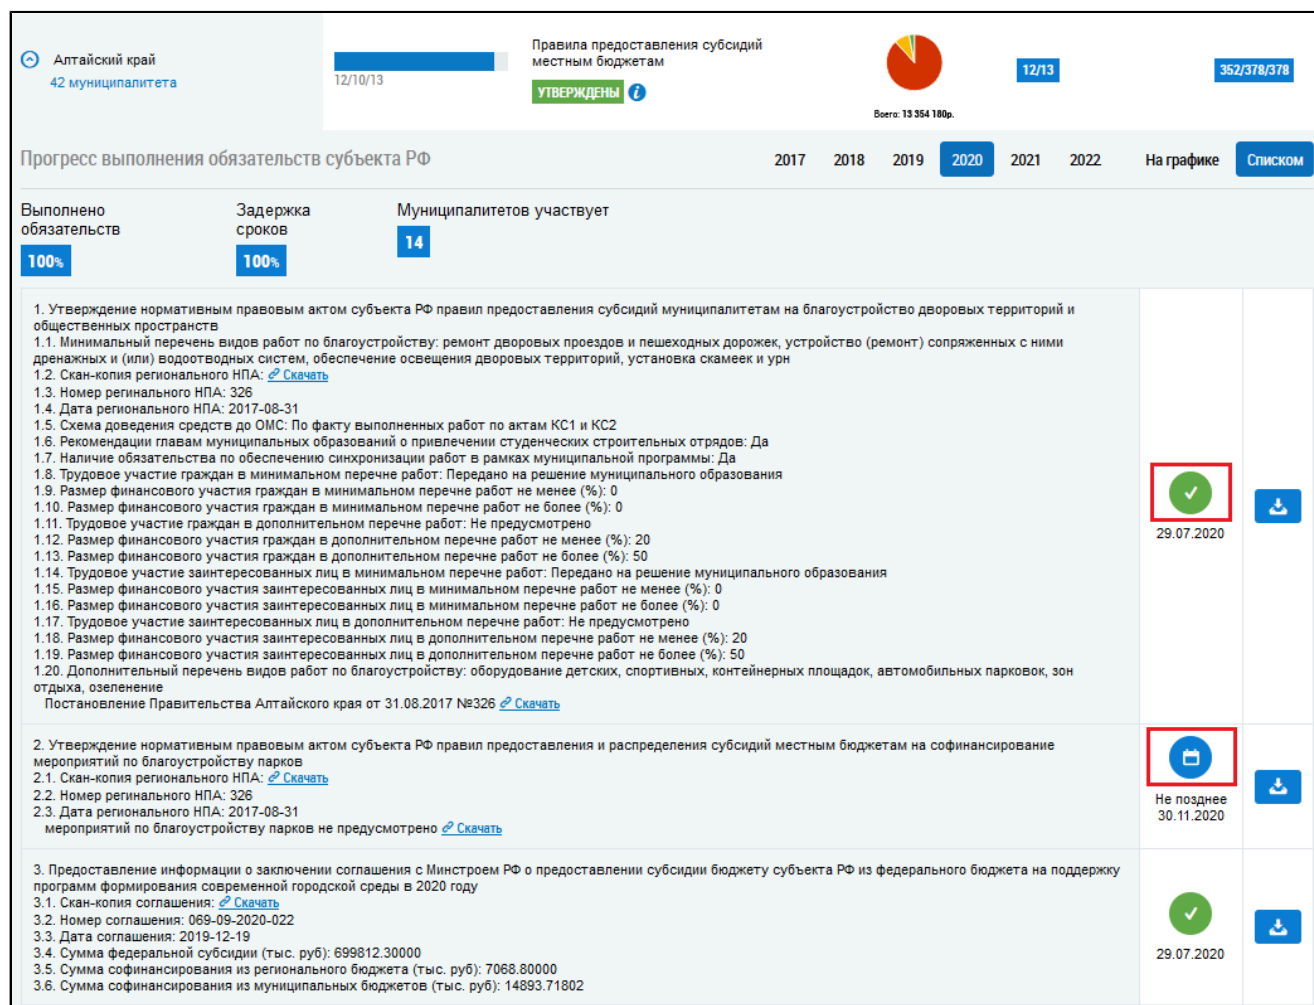 Алтайский край
42 муниципалитета
12/10/13
Правила предоставления субсидий
местным бюджетам
УТВЕРЖДЕНЫ
Всего: 13 354 180р.
12/13
352/378/378
Прогресс выполнения обязательств субъекта РФ
2017 2018 2019 2020 2021 2022 На графике Списком
Выполнено
обязательств
100%
Задержка
сроков
100%
Муниципалитетов участвует
14
1. Утверждение нормативным правовым актом субъекта РФ правил предоставления субсидий муниципалитетам на благоустройство дворовых территорий и
общественных пространств
1.1. Минимальный перечень видов работ по благоустройству: ремонт дворовых проездов и пешеходных дорожек, устройство (ремонт) сопряженных с ними
дренажных и (или) водоотводных систем, обеспечение освещения дворовых территорий, установка скамеек и урн
1.2. Скан-копия регионального НПА: Скачать
1.3. Номер регинального НПА: 326
1.4. Дата регионального НПА: 2017-08-31
1.5. Схема доведения средств до ОМС: По факту выполненных работ по актам КС1 и КС2
1.6. Рекомендации главам муниципальных образований о привлечении студенческих строительных отрядов: Да
1.7. Наличие обязательства по обеспечению синхронизации работ в рамках муниципальной программы: Да
1.8. Трудовое участие граждан в минимальном перечне работ: Передано на решение муниципального образования
1.9. Размер финансового участия граждан в минимальном перечне работ не менее (%): 0
1.10. Размер финансового участия граждан в минимальном перечне работ не более (%): 0
1.11. Трудовое участие граждан в дополнительном перечне работ: Не предусмотрено
1.12. Размер финансового участия граждан в дополнительном перечне работ не менее (%): 20
1.13. Размер финансового участия граждан в дополнительном перечне работ не более (%): 50
1.14. Трудовое участие заинтересованных лиц в минимальном перечне работ: Передано на решение муниципального образования
1.15. Размер финансового участия заинтересованных лиц в минимальном перечне работ не менее (%): 0
1.16. Размер финансового участия заинтересованных лиц в минимальном перечне работ не более (%): 0
1.17. Трудовое участие заинтересованных лиц в дополнительном перечне работ: Не предусмотрено
1.18. Размер финансового участия заинтересованных лиц в дополнительном перечне работ не менее (%): 20
1.19. Размер финансового участия заинтересованных лиц в дополнительном перечне работ не более (%): 50
1.20. Дополнительный перечень видов работ по благоустройству: оборудование детских, спортивных, контейнерных площадок, автомобильных парковок, зон
отдыха, озеленение
Постановление Правительства Алтайского края от 31.08.2017 №326 Скачать
29.07.2020
2. Утверждение нормативным правовым актом субъекта РФ правил предоставления и распределения субсидий местным бюджетам на софинансирование
мероприятий по благоустройству парков
2.1. Скан-копия регионального НПА: Скачать
2.2. Номер регинального НПА: 326
2.3. Дата регионального НПА: 2017-08-31
мероприятий по благоустройству парков не предусмотрено Скачать
Не позднее
30.11.2020
3. Предоставление информации о заключении соглашения с Минстроем РФ о предоставлении субсидии бюджету субъекта РФ из федерального бюджета на поддержку
программ формирования современной городской среды в 2020 году
3.1. Скан-копия соглашения: Скачать
3.2. Номер соглашения: 069-09-2020-022
3.3. Дата соглашения: 2019-12-19
3.4. Сумма федеральной субсидии (тыс. руб): 699812.30000
3.5. Сумма софинансирования из регионального бюджета (тыс. руб): 7068.80000
3.6. Сумма софинансирования из муниципальных бюджетов (тыс. руб): 14893.71802
29.07.2020